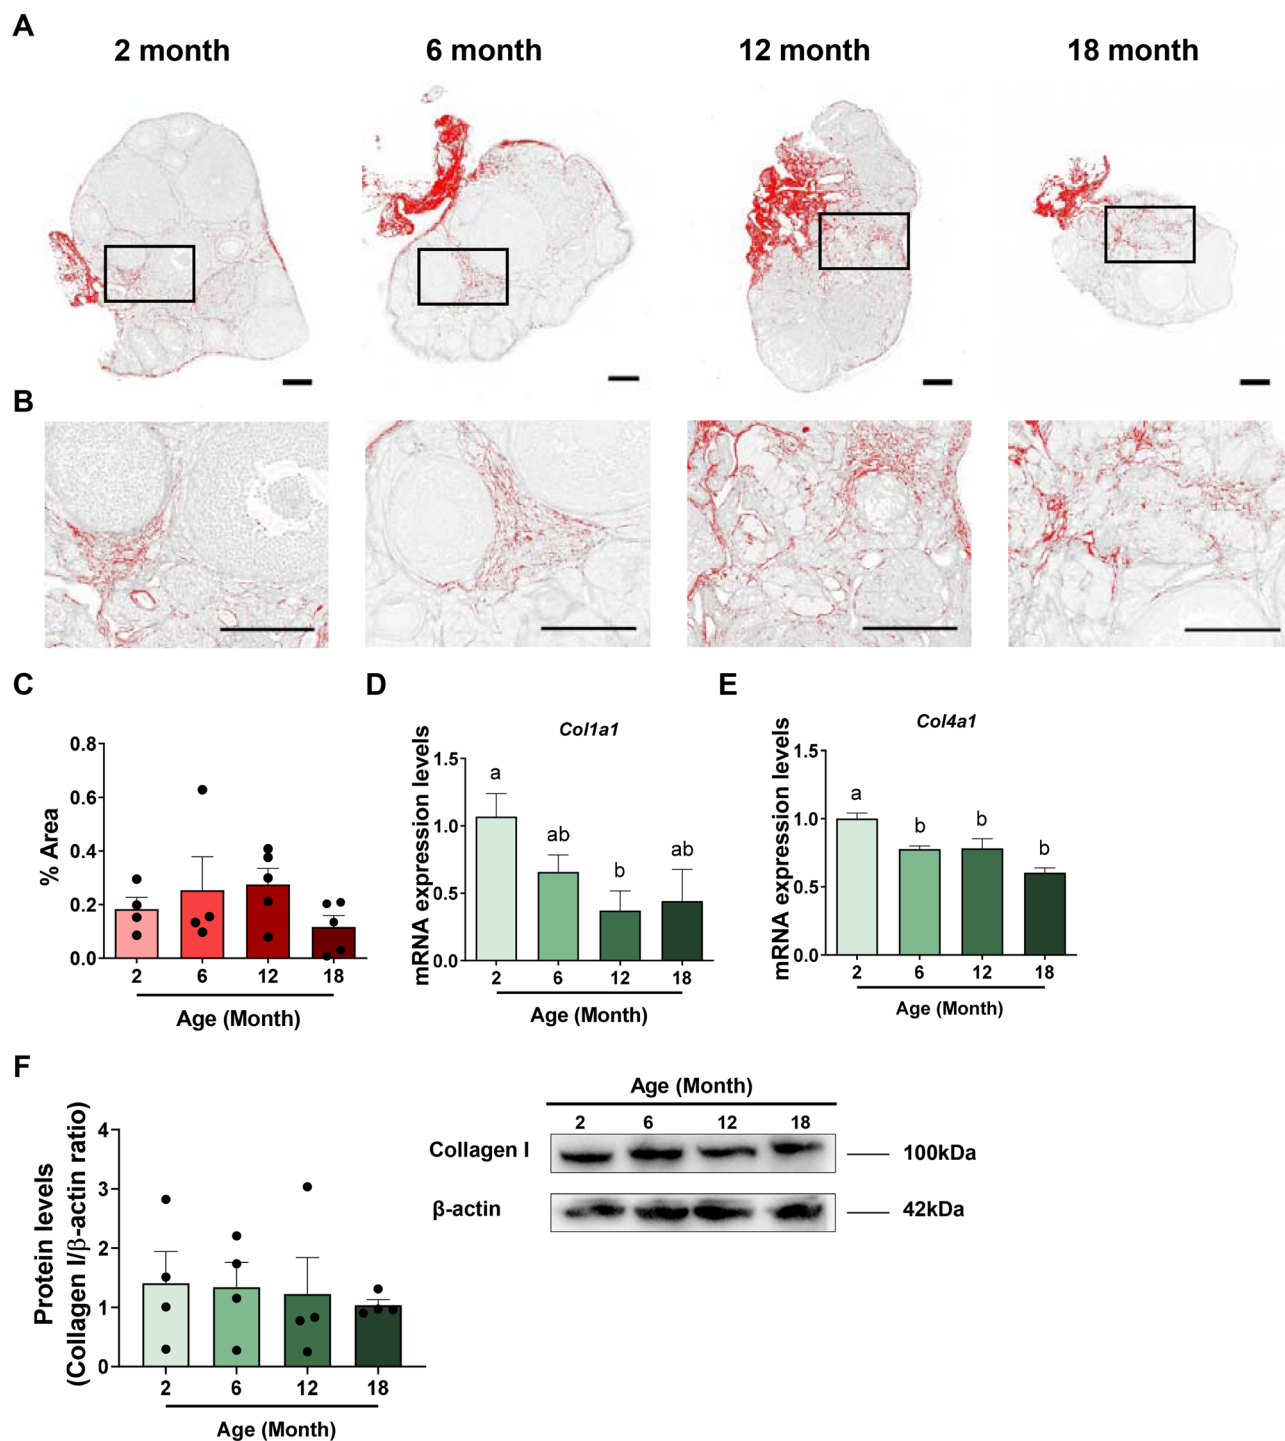 A
2 month
6 month
12 month
18 month
B
C
% Area
0.8
0.6
0.4
0.2
0.0
2
6
12
18
Age (Month)
D
Col1a1
mRNA expression levels
1.5
1.0
0.5
0.0
a
ab
b
ab
2
6
12
18
Age (Month)
E
Col4a1
mRNA expression levels
1.5
1.0
0.5
0.0
a
b
b
b
2
6
12
18
Age (Month)
F
Protein levels
(Collagen I/β-actin ratio)
4
3
2
1
0
2
6
12
18
Age (Month)
Age (Month)
2 6 12 18
Collagen I
100kDa
β-actin
42kDa